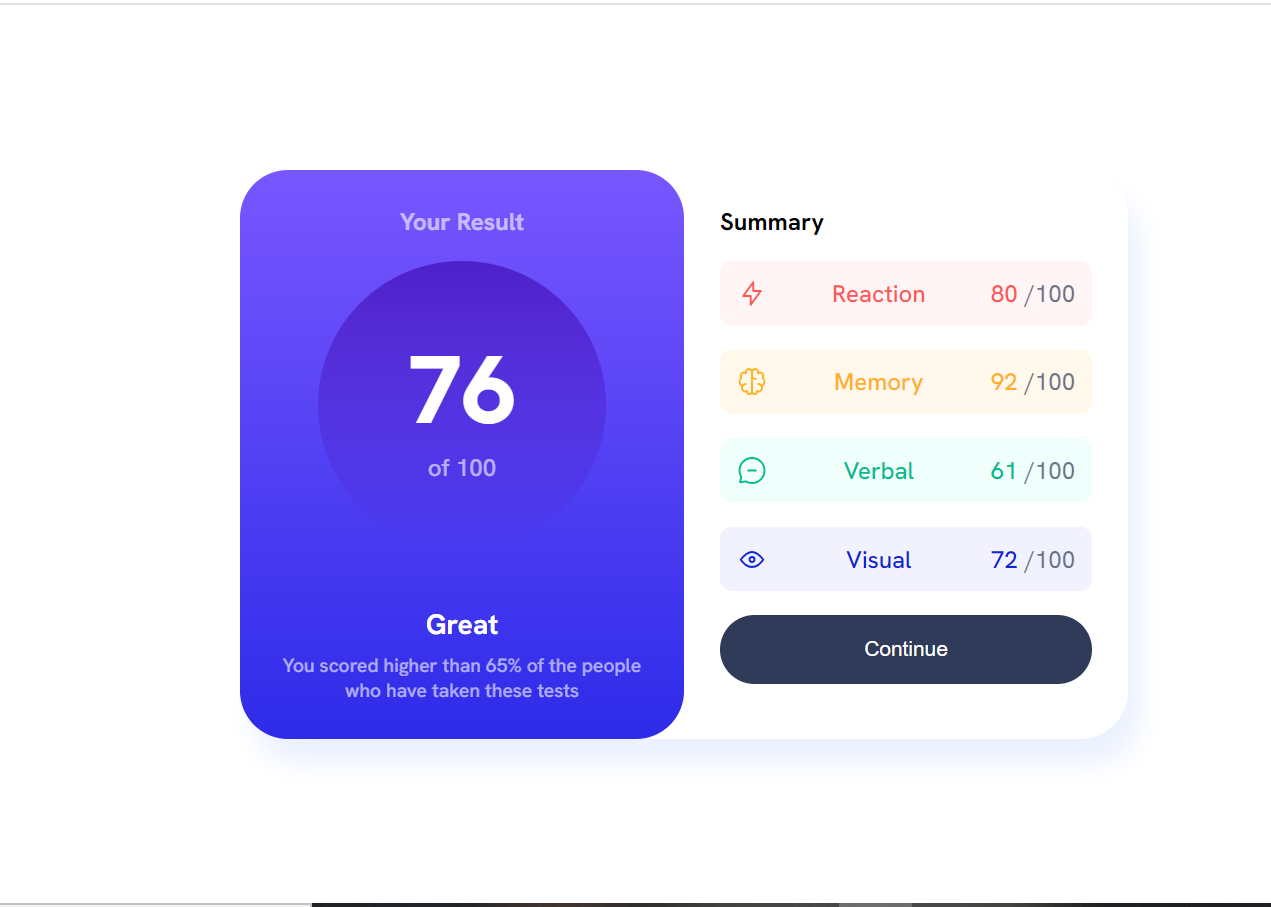 Your Result
76
of 100
Great
You scored higher than 65% of the people
who have taken these tests
Summary
Reaction 80 /100
Memory 92 /100
Verbal 61 /100
Visual 72 /100
Continue